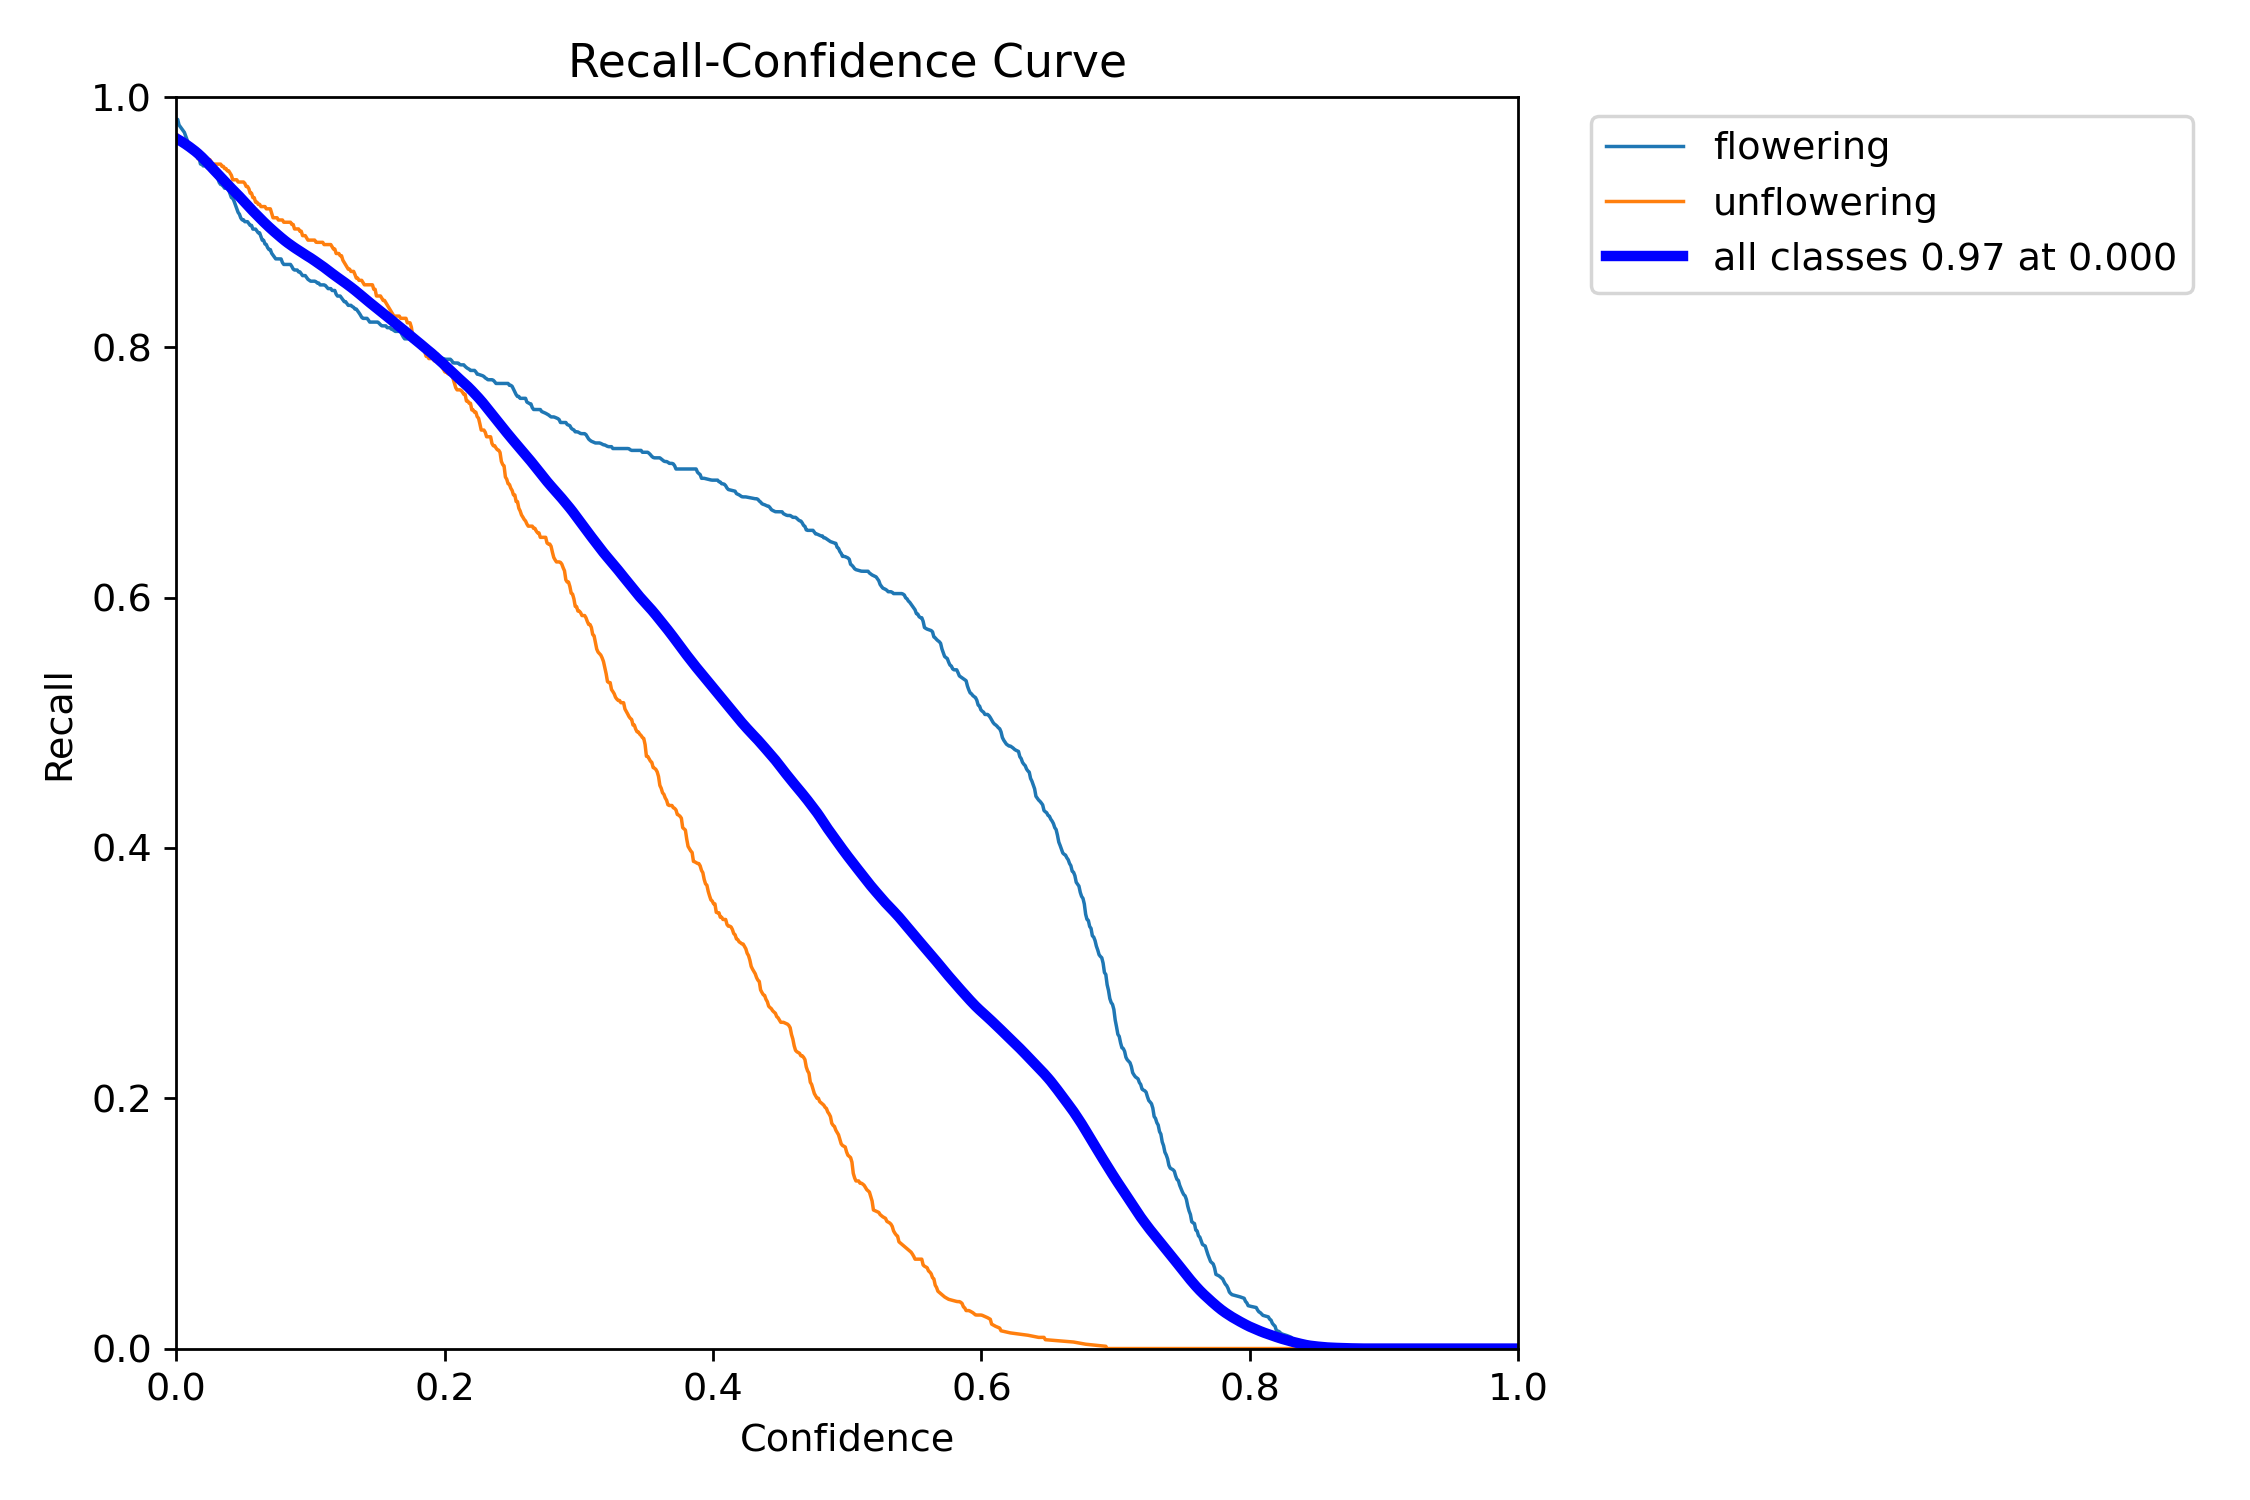 Recall-Confidence Curve
1.0
0.8
0.6
0.4
0.2
0.0
Recall
0.0 0.2 0.4 0.6 0.8 1.0
Confidence
flowering
unflowering
all classes 0.97 at 0.000